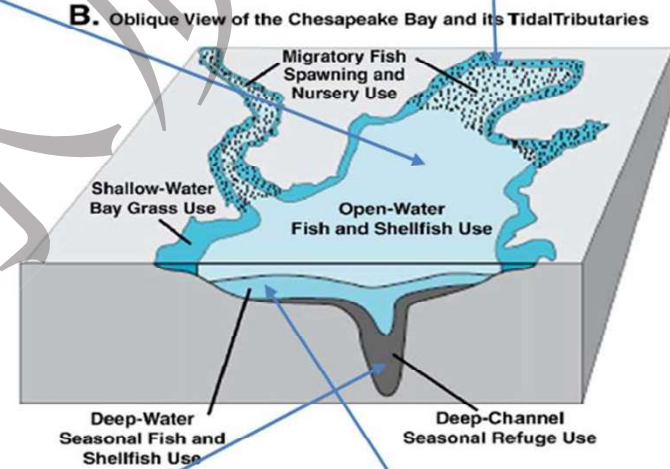 B. Oblique View of the Chesapeake Bay and its TidalTributaries
Migratory Fish
Spawning and
Nursery Use
Shallow-Water
Bay Grass Use
Open-Water
Fish and Shellfish Use
Deep-Water
Seasonal Fish and
Shellfish Use
Deep-Channel
Seasonal Refuge Use